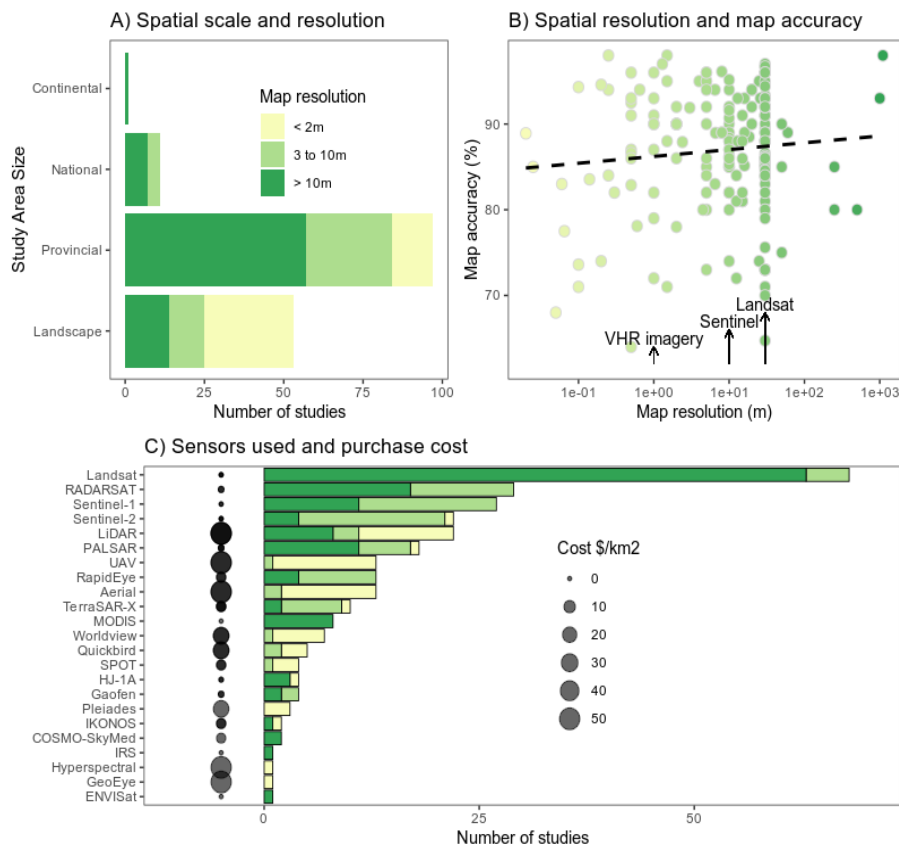 A) Spatial scale and resolution
Study Area Size
Continental
National
Provincial
Landscape
Map resolution
< 2m
3 to 10m
> 10m
0 25 50 75 100
Number of studies
B) Spatial resolution and map accuracy
Map accuracy (%)
90
80
70
Landsat
Sentinel
VHR imagery
1e-01 1e+00 1e+01 1e+02 1e+03
Map resolution (m)
C) Sensors used and purchase cost
Landsat
RADARSAT
Sentinel-1
Sentinel-2
LiDAR
PALSAR
UAV
RapidEye
Aerial
TerraSAR-X
MODIS
Worldview
Quickbird
SPOT
HJ-1A
Gaofen
Pleiades
IKONOS
COSMO-SkyMed
IRS
Hyperspectral
GeoEye
ENVISat
Cost $/km2
0
10
20
30
40
50
0 25 50
Number of studies